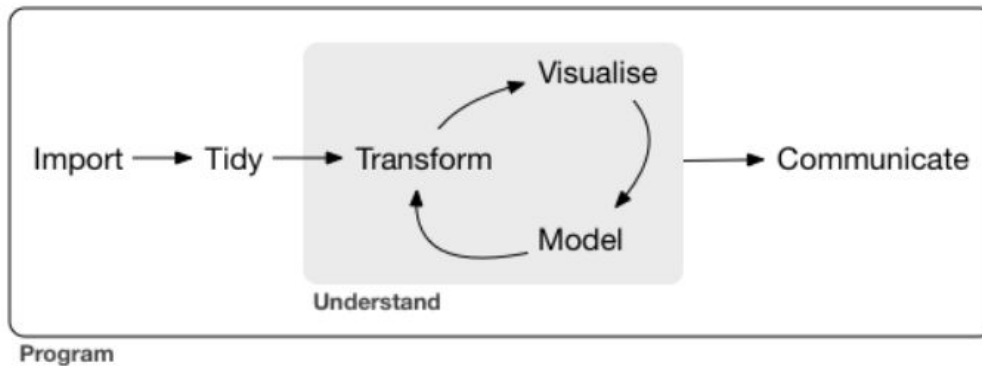 Visualise
Import Tidy Transform Communicate
Model
Understand
Program